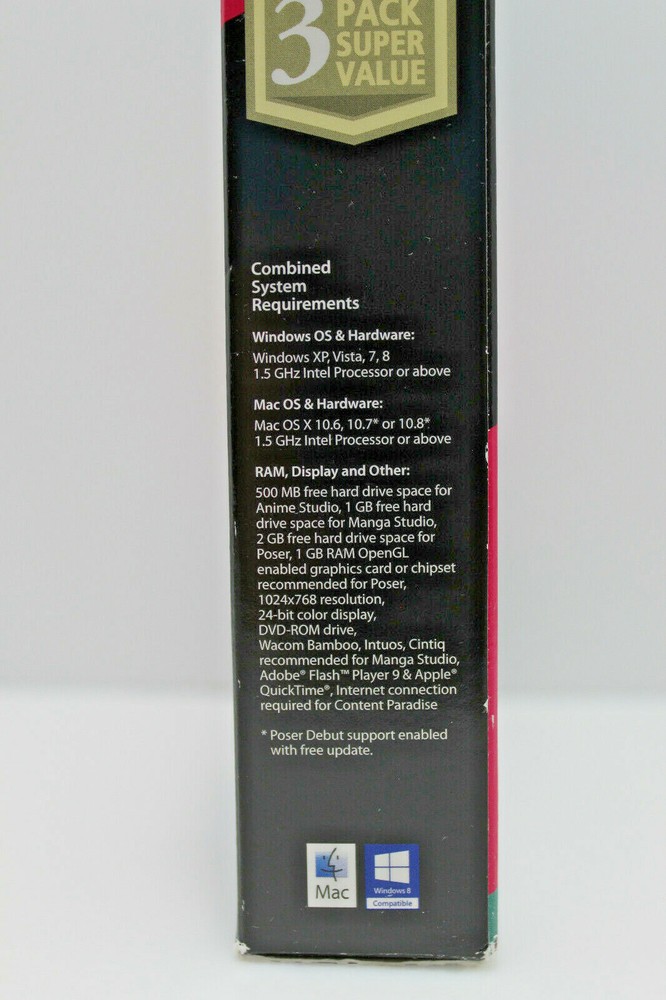 3 PACK
SUPER
VALUE
Combined
System
Requirements
Windows OS & Hardware:
Windows XP, Vista, 7, 8
1.5 GHz Intel Processor or above
Mac OS & Hardware:
Mac OS X 10.6, 10.7* or 10.8*
1.5 GHz Intel Processor or above
RAM, Display and Other:
500 MB free hard drive space for
Anime Studio, 1 GB free hard
drive space for Manga Studio,
2 GB free hard drive space for
Poser, 1 GB RAM OpenGL
enabled graphics card or chipset
recommended for Poser,
1024x768 resolution,
24-bit color display,
DVD-ROM drive,
Wacom Bamboo, Intuos, Cintiq
recommended for Manga Studio,
Adobe® Flash™ Player 9 & Apple®
QuickTime®, Internet connection
required for Content Paradise
* Poser Debut support enabled
with free update.
Mac
Windows 8
Compatible